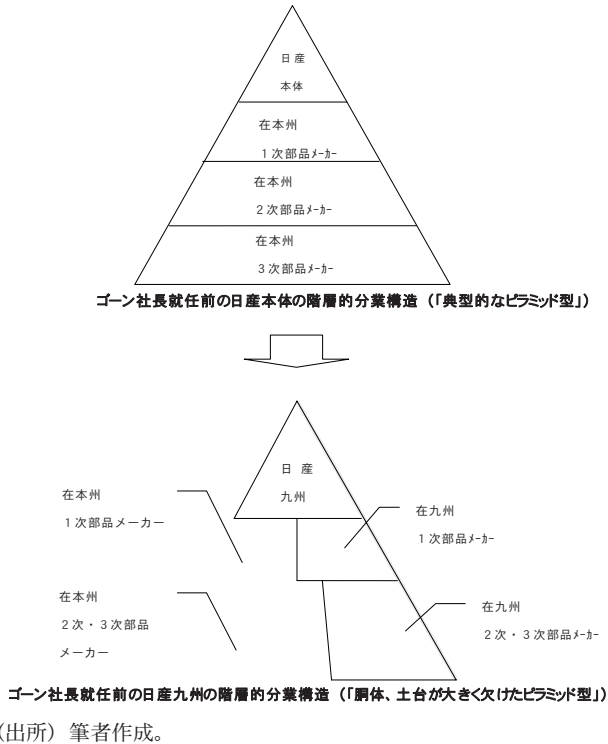 日産
本体
在本州
1次部品ﾒｰｶｰ
在本州
2次部品ﾒｰｶｰ
在本州
3次部品ﾒｰｶｰ
ゴーン社長就任前の日産本体の階層的分業構造（「典型的なピラミッド型」）
日 産
九州
在本州
1次部品メーカー
在九州
1次部品ﾒｰｶｰ
在本州
2次・3次部品
メーカー
在九州
2次・3次部品ﾒｰｶｰ
ゴーン社長就任前の日産九州の階層的分業構造（「胴体、土台が大きく欠けたピラミッド型」）
（出所）筆者作成。